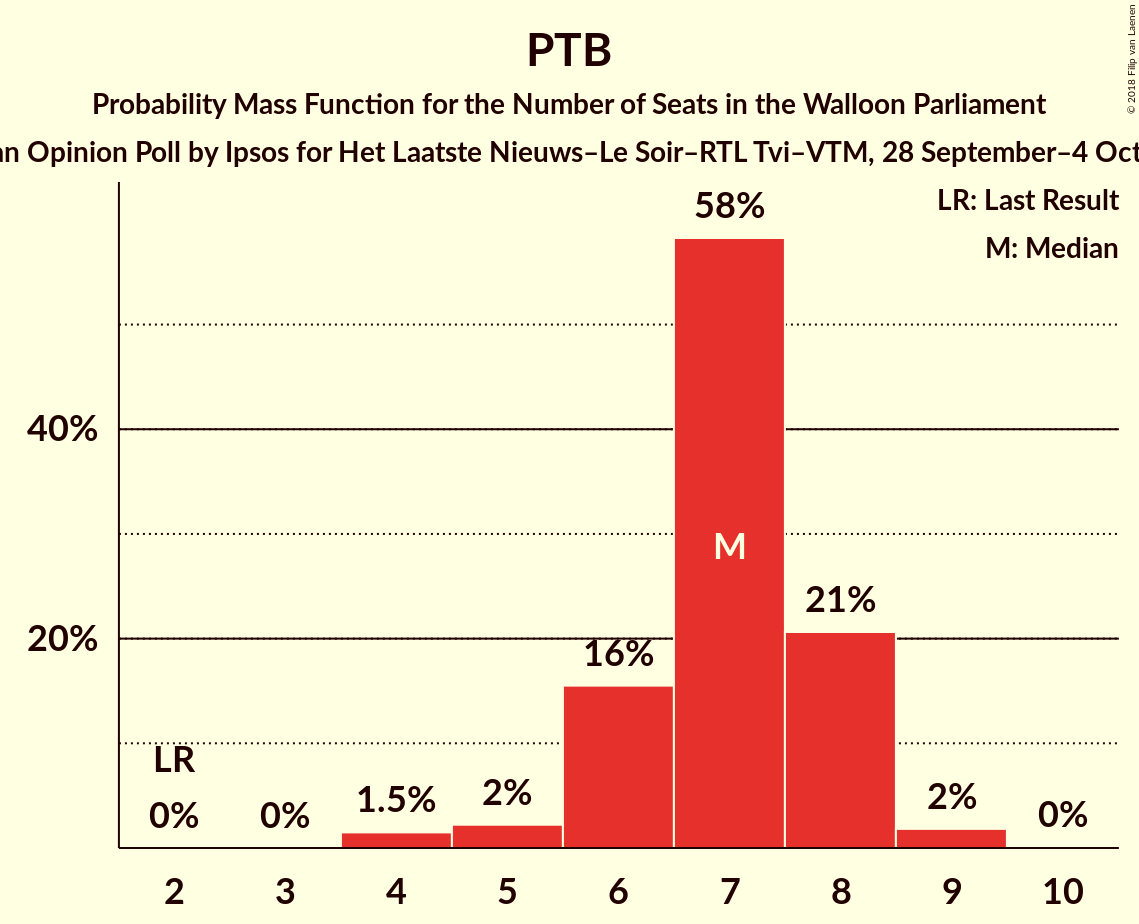 PTB
Probability Mass Function for the Number of Seats in the Walloon Parliament
an Opinion Poll by Ipsos for Het Laatste Nieuws–Le Soir–RTL Tvi–VTM, 28 September–4 Oct
© 2018 Filip van Laenen
LR: Last Result
M: Median
58%
40%
M
21%
20%
16%
LR
0%
0%
1.5%
2%
2%
0%
2 3 4 5 6 7 8 9 10